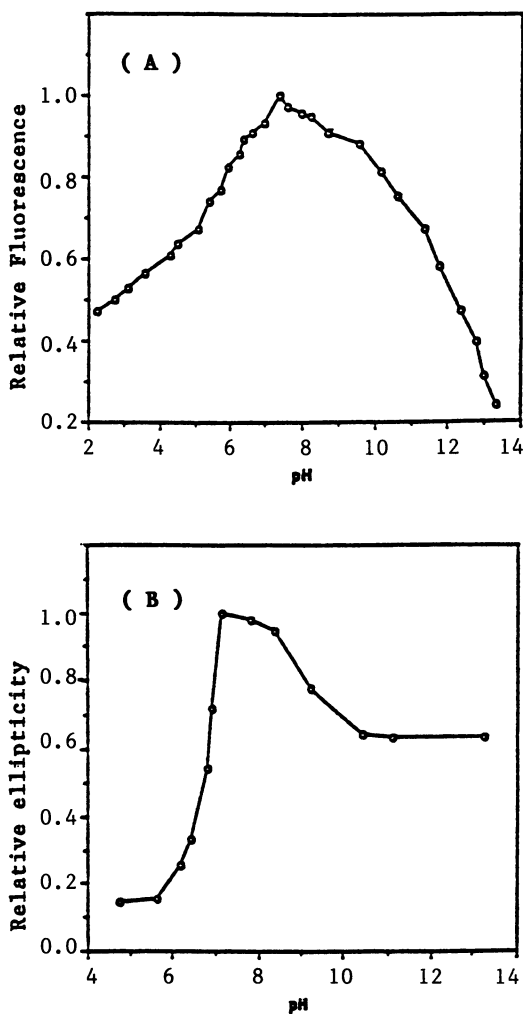 ( A )
Relative Fluorescence
1.0
0.8
0.6
0.4
0.2
2 4 6 8 10 12 14
pH
( B )
Relative ellipticity
1.0
0.8
0.6
0.4
0.2
0.0
4 6 8 10 12 14
pH